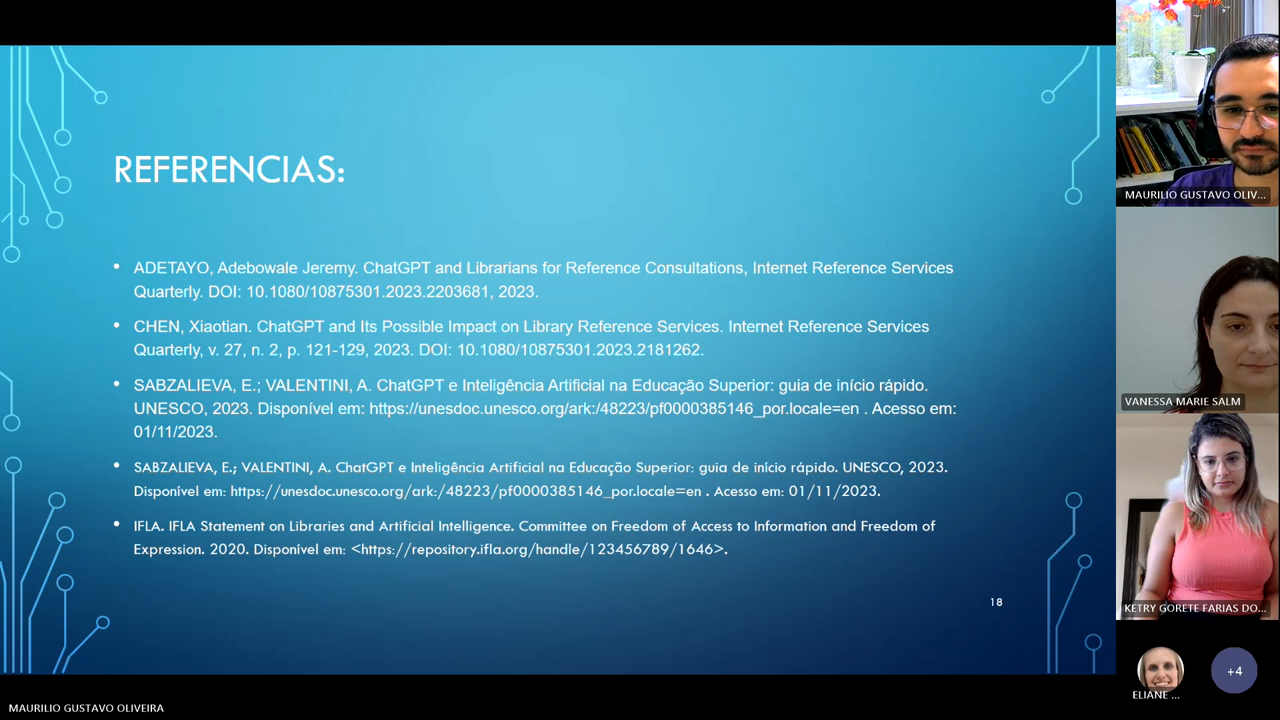 REFERENCIAS:
• ADETAYO, Adebowale Jeremy. ChatGPT and Librarians for Reference Consultations, Internet Reference Services
Quarterly. DOI: 10.1080/10875301.2023.2203681, 2023.
• CHEN, Xiaotian. ChatGPT and Its Possible Impact on Library Reference Services. Internet Reference Services
Quarterly, v. 27, n. 2, p. 121-129, 2023. DOI: 10.1080/10875301.2023.2181262.
• SABZALIEVA, E.; VALENTINI, A. ChatGPT e Inteligência Artificial na Educação Superior: guia de início rápido.
UNESCO, 2023. Disponível em: https://unesdoc.unesco.org/ark:/48223/pf0000385146_por.locale=en . Acesso em:
01/11/2023.
• SABZALIEVA, E.; VALENTINI, A. ChatGPT e Inteligência Artificial na Educação Superior: guia de início rápido. UNESCO, 2023.
Disponível em: https://unesdoc.unesco.org/ark:/48223/pf0000385146_por.locale=en . Acesso em: 01/11/2023.
• IFLA. IFLA Statement on Libraries and Artificial Intelligence. Committee on Freedom of Access to Information and Freedom of
Expression. 2020. Disponível em: <https://repository.ifla.org/handle/123456789/1646>.
18
MAURILIO GUSTAVO OLIV...
VANESSA MARIE SALM
KETRY GORETE FARIAS DO...
ELIANE ...
+4
MAURILIO GUSTAVO OLIVEIRA